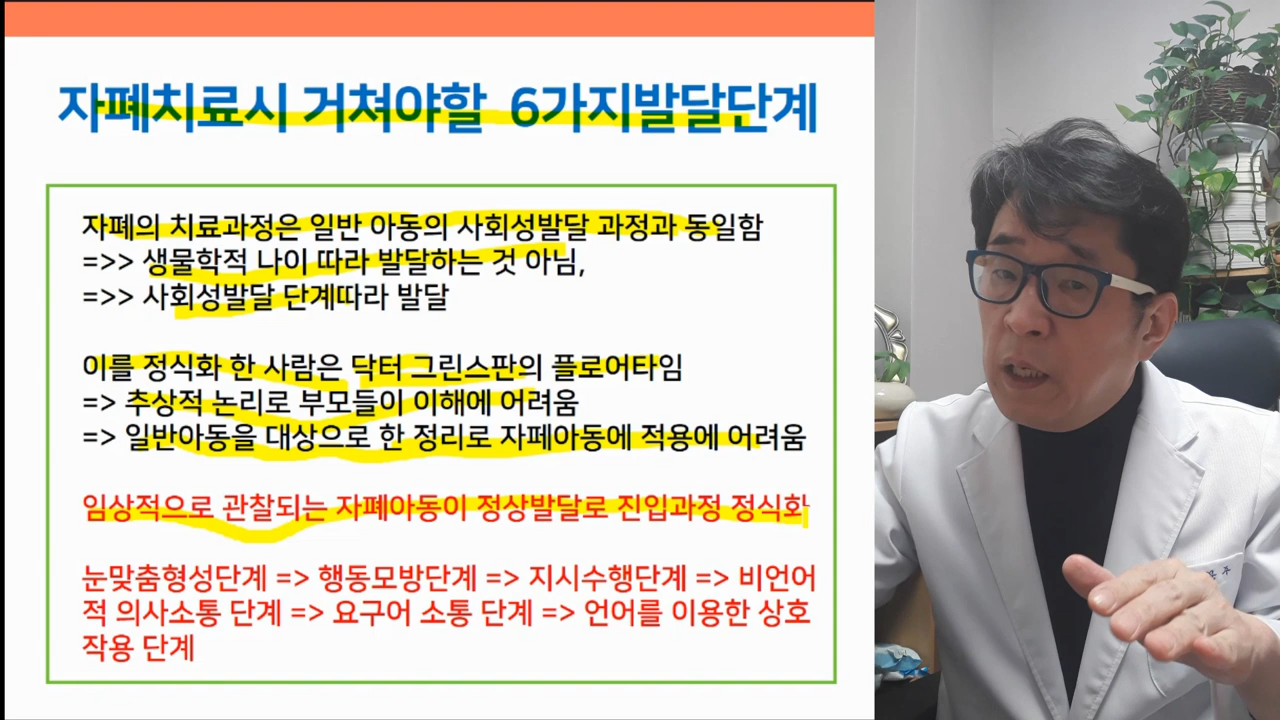 자폐치료시 거쳐야할 6가지발달단계
자폐의 치료과정은 일반 아동의 사회성발달 과정과 동일함
=>> 생물학적 나이 따라 발달하는 것 아님,
=>> 사회성발달 단계따라 발달
이를 정식화 한 사람은 닥터 그린스판의 플로어타임
=> 추상적 논리로 부모들이 이해에 어려움
=> 일반아동을 대상으로 한 정리로 자페아동에 적용에 어려움
임상적으로 관찰되는 자폐아동이 정상발달로 진입과정 정식화
눈맞춤형성단계 => 행동모방단계 => 지시수행단계 => 비언어
적 의사소통 단계 => 요구어 소통 단계 => 언어를 이용한 상호
작용 단계